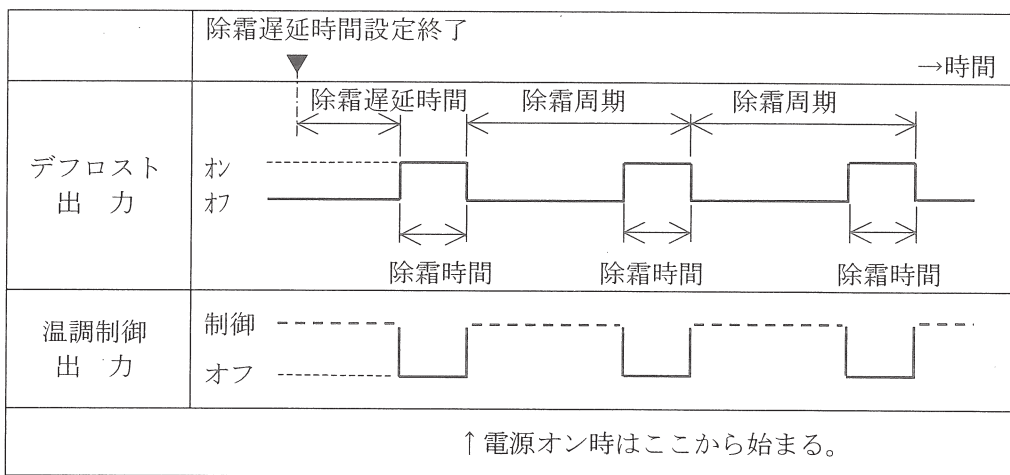 除霜遅延時間設定終了
→時間
除霜遅延時間 除霜周期 除霜周期
デフロスト
出 力
オン
オフ
除霜時間 除霜時間 除霜時間
温調制御
出 力
制御
オフ
↑電源オン時はここから始まる。